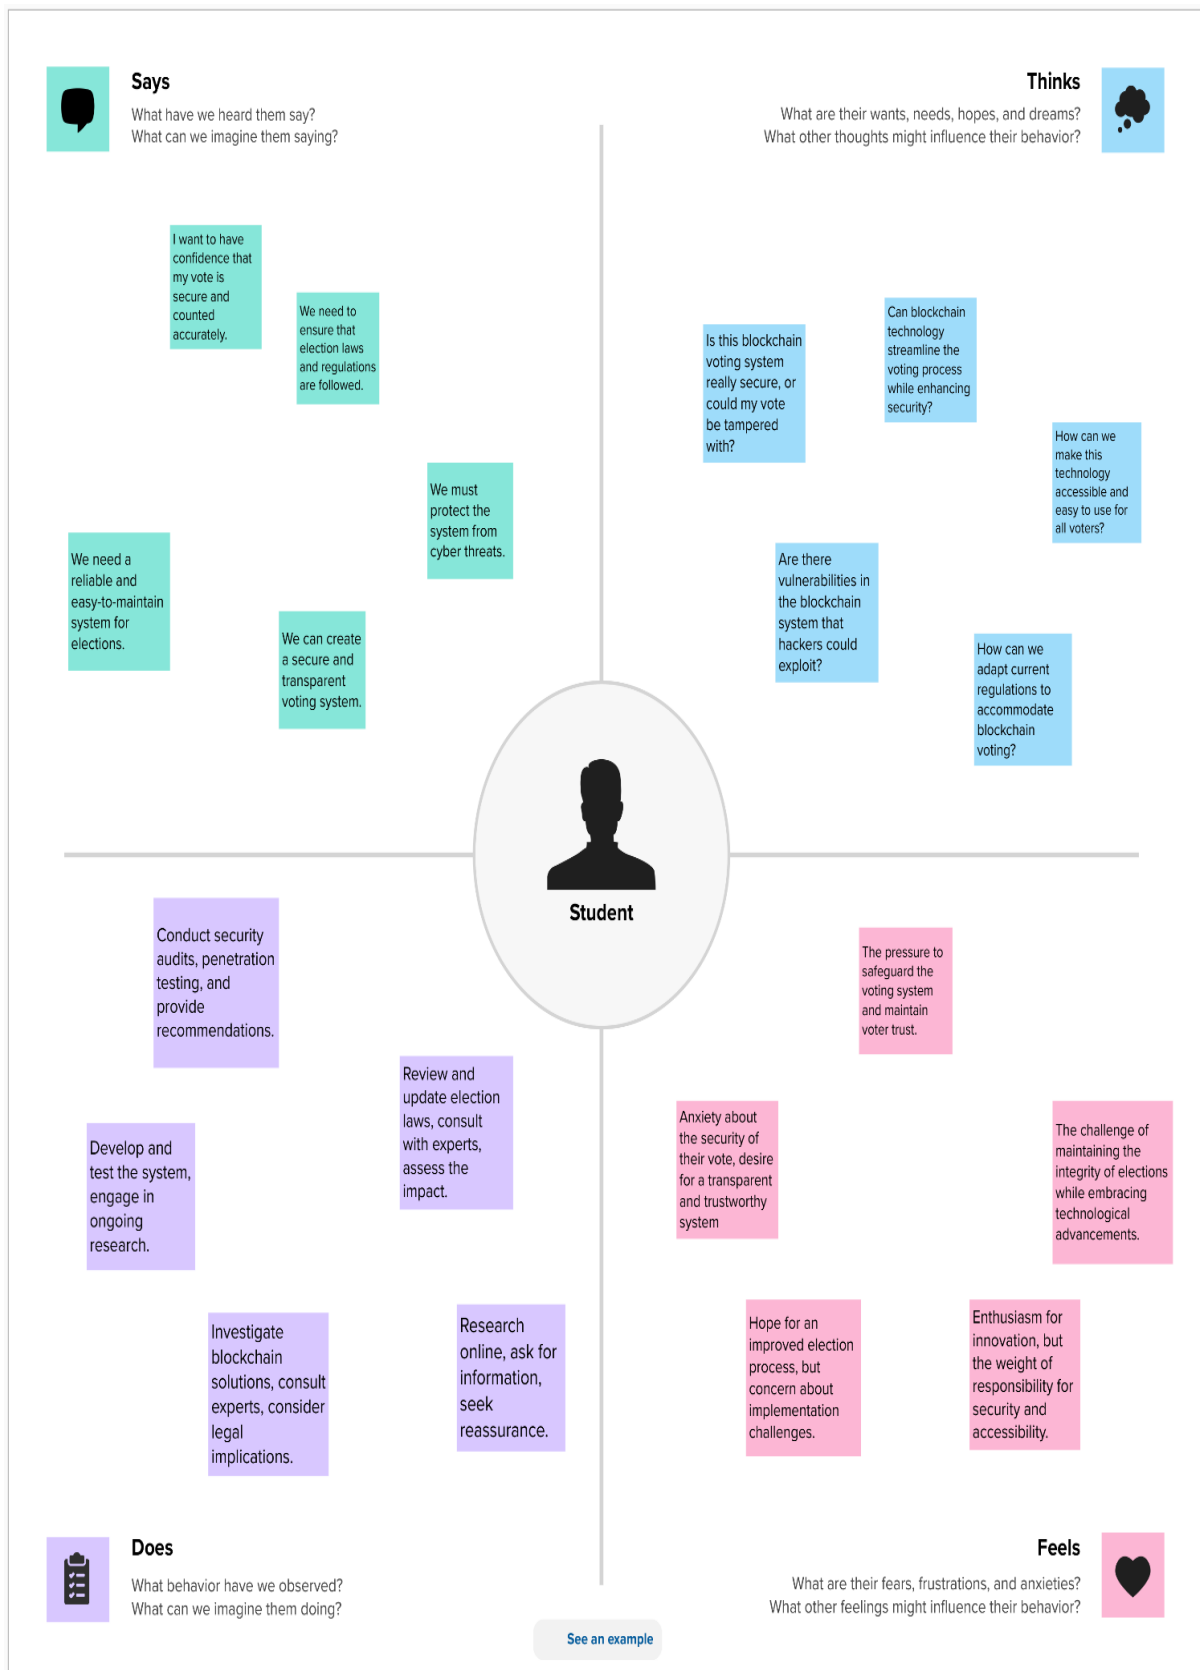 Says
What have we heard them say?
What can we imagine them saying?
Thinks
What are their wants, needs, hopes, and dreams?
What other thoughts might influence their behavior?
I want to have
confidence that
my vote is
secure and
counted
accurately.
We need to
ensure that
election laws
and regulations
are followed.
We must
protect the
system from
cyber threats.
We need a
reliable and
easy-to-maintain
system for
elections.
We can create
a secure and
transparent
voting system.
Is this blockchain
voting system
really secure, or
could my vote
be tampered
with?
Can blockchain
technology
streamline the
voting process
while enhancing
security?
How can we
make this
technology
accessible and
easy to use for
all voters?
Are there
vulnerabilities in
the blockchain
system that
hackers could
exploit?
How can we
adapt current
regulations to
accommodate
blockchain
voting?
Student
Conduct security
audits, penetration
testing, and
provide
recommendations.
Review and
update election
laws, consult
with experts,
assess the
impact.
Develop and
test the system,
engage in
ongoing
research.
Investigate
blockchain
solutions, consult
experts, consider
legal
implications.
Research
online, ask for
information,
seek
reassurance.
The pressure to
safeguard the
voting system
and maintain
voter trust.
Anxiety about
the security of
their vote, desire
for a transparent
and trustworthy
system
The challenge of
maintaining the
integrity of elections
while embracing
technological
advancements.
Hope for an
improved election
process, but
concern about
implementation
challenges.
Enthusiasm for
innovation, but
the weight of
responsibility for
security and
accessibility.
Does
What behavior have we observed?
What can we imagine them doing?
Feels
What are their fears, frustrations, and anxieties?
What other feelings might influence their behavior?
See an example